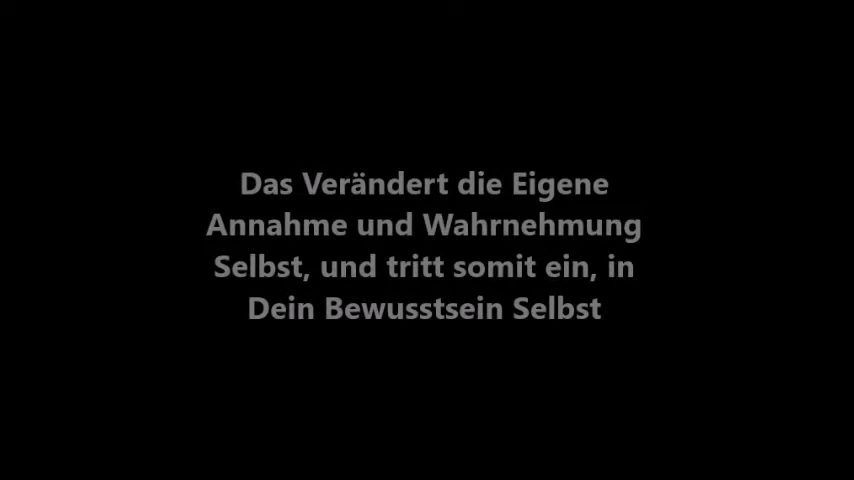 Das Verändert die Eigene
Annahme und Wahrnehmung
Selbst, und tritt somit ein, in
Dein Bewusstsein Selbst